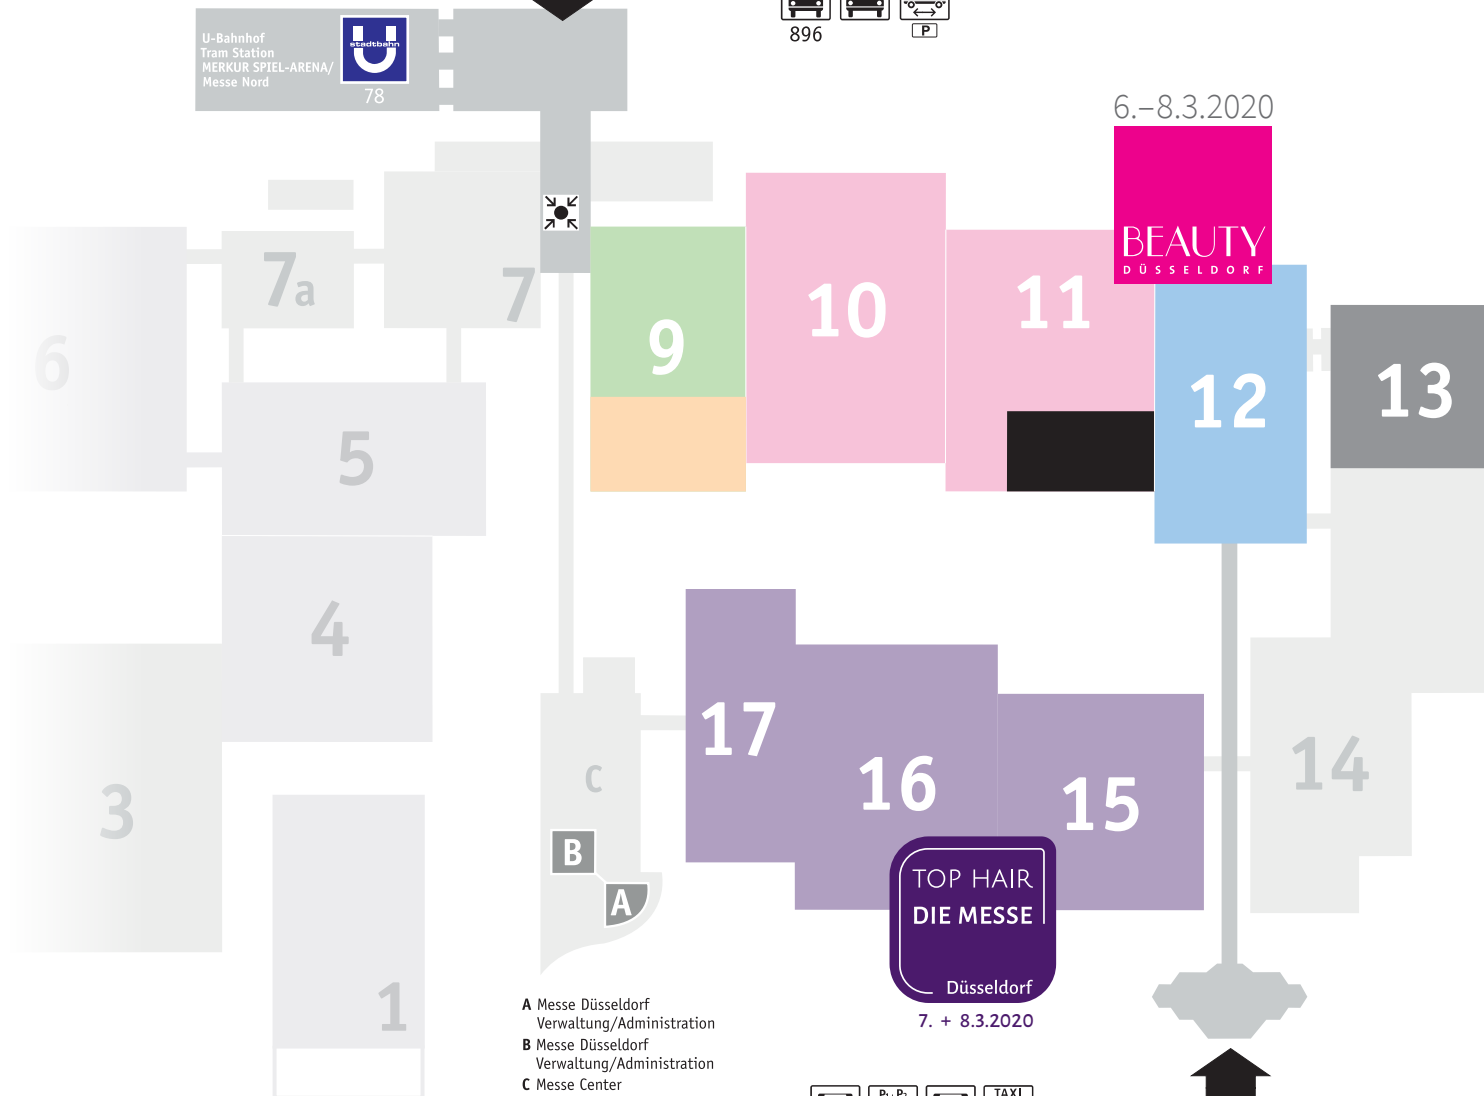 896
P
U-Bahnhof
Tram Station
MERKUR SPIEL-ARENA/
Messe Nord
stadtbahn
U
78
6.–8.3.2020
BEAUTY
DÜSSELDORF
7a
7
9
10
11
12
13
6
5
4
3
1
17
16
15
14
C
B
A
TOP HAIR
DIE MESSE
Düsseldorf
7. + 8.3.2020
A Messe Düsseldorf
Verwaltung/Administration
B Messe Düsseldorf
Verwaltung/Administration
C Messe Center
TAXI